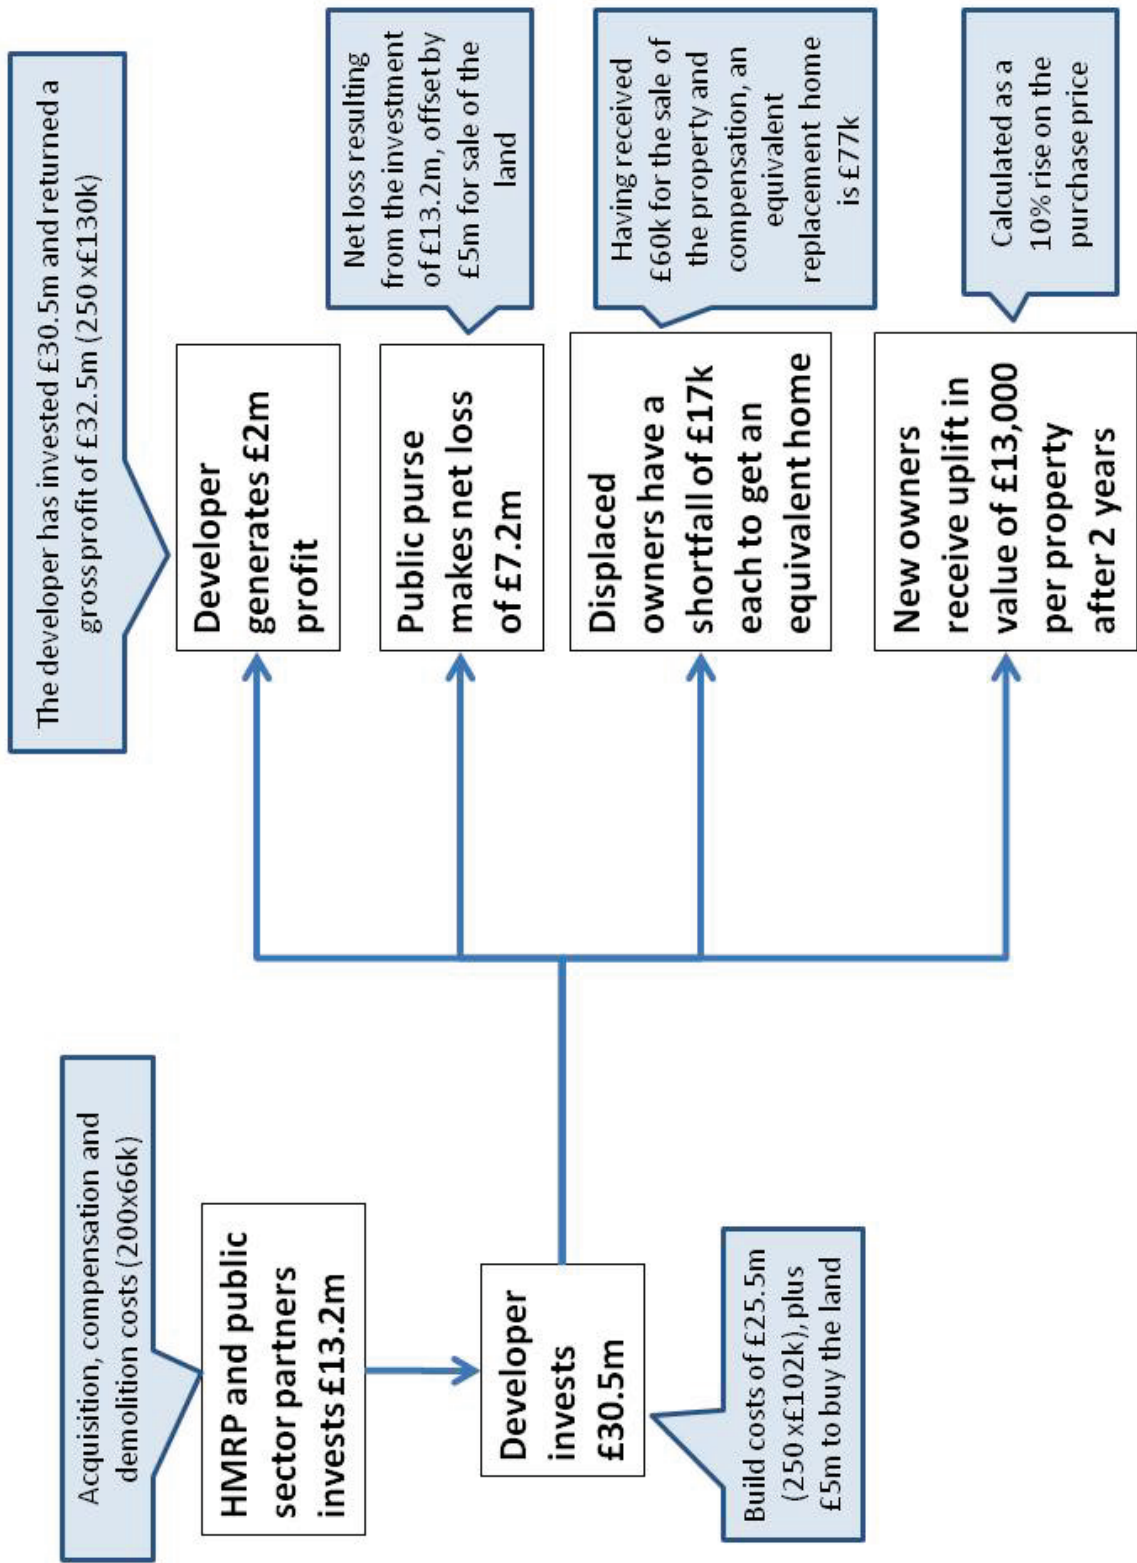 Acquisition, compensation and
demolition costs (200x66k)
HMRP and public
sector partners
invests £13.2m
Developer
invests
£30.5m
Build costs of £25.5m
(250 x£102k), plus
£5m to buy the land
The developer has invested £30.5m and returned a
gross profit of £32.5m (250 x£130k)
Developer
generates £2m
profit
Public purse
makes net loss
of £7.2m
Net loss resulting
from the investment
of £13.2m, offset by
£5m for sale of the
land
Displaced
owners have a
shortfall of £17k
each to get an
equivalent home
Having received
£60k for the sale of
the property and
compensation, an
equivalent
replacement home
is £77k
New owners
receive uplift in
value of £13,000
per property
after 2 years
Calculated as a
10% rise on the
purchase price